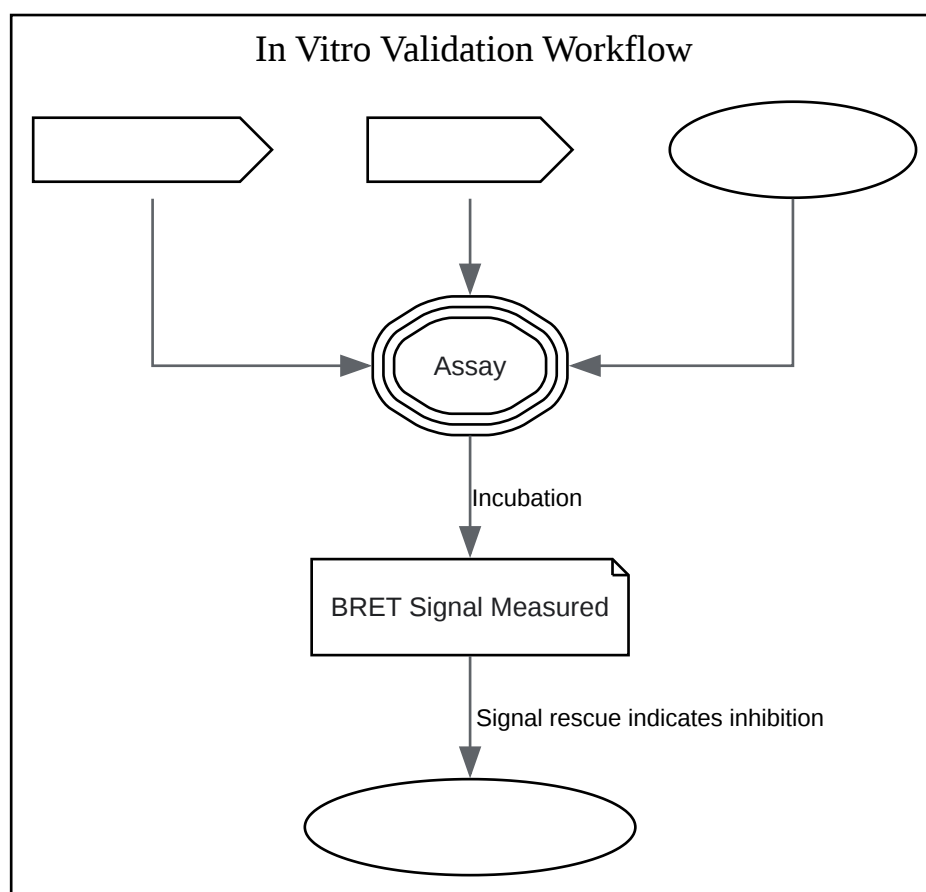 In Vitro Validation Workflow
Assay
Incubation
BRET Signal Measured
Signal rescue indicates inhibition